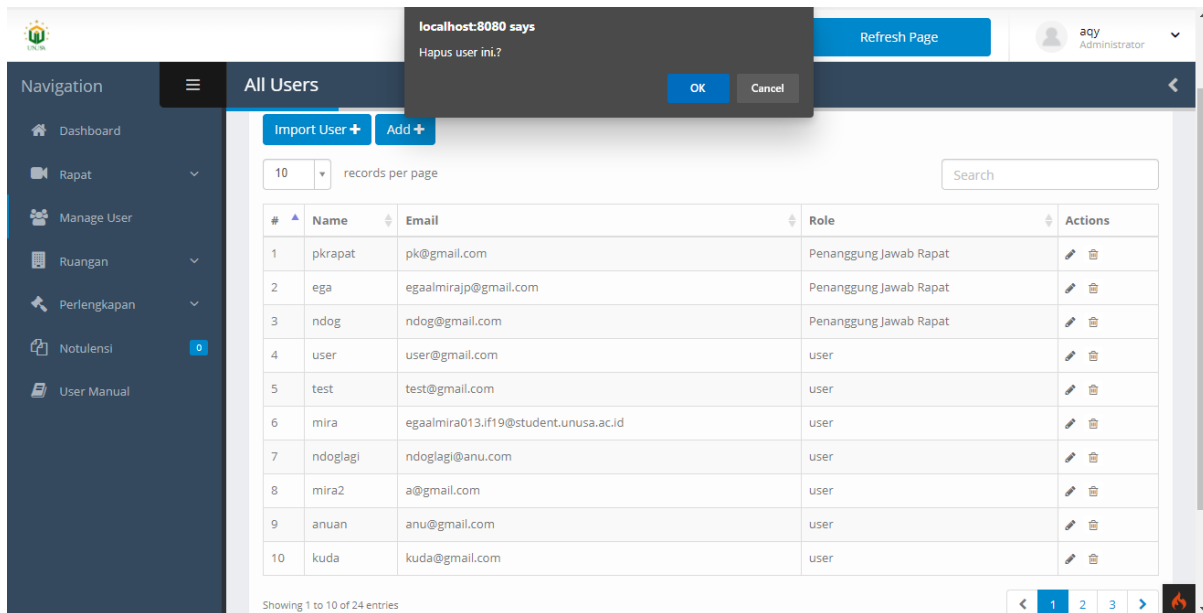 UNUSA
localhost:8080 says
Hapus user ini.?
OK Cancel
Refresh Page
aqy
Administrator
Navigation
All Users
Dashboard
Rapat
Manage User
Ruangan
Perlengkapan
Notulensi 0
User Manual
Import User Add
10 records per page
Search
# Name Email Role Actions
1 pkrapat pk@gmail.com Penanggung Jawab Rapat
2 ega egaalmirajp@gmail.com Penanggung Jawab Rapat
3 ndog ndog@gmail.com Penanggung Jawab Rapat
4 user user@gmail.com user
5 test test@gmail.com user
6 mira egaalmira013.if19@student.unusa.ac.id user
7 ndoglagi ndoglagi@anu.com user
8 mira2 a@gmail.com user
9 anuan anu@gmail.com user
10 kuda kuda@gmail.com user
Showing 1 to 10 of 24 entries
1 2 3